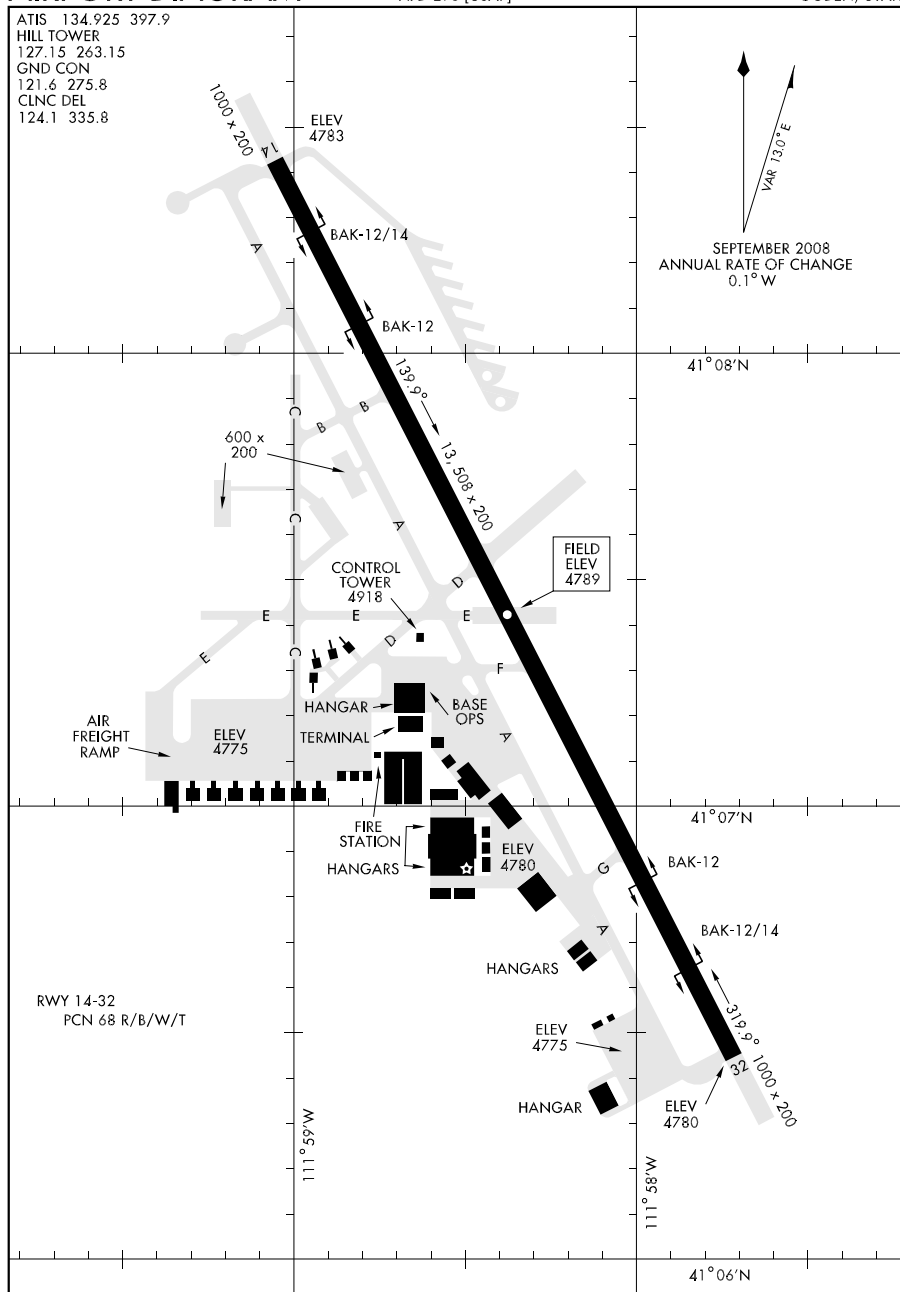 ATIS 134.925 397.9
HILL TOWER
127.15 263.15
GND CON
121.6 275.8
CLNC DEL
124.1 335.8
1000 x 200
14
ELEV
4783
VAR 13.0° E
BAK-12/14
SEPTEMBER 2008
ANNUAL RATE OF CHANGE
0.1° W
A
BAK-12
41°08'N
139.9°
C
B
B
600 x
200
13, 508 x 200
C
A
FIELD
ELEV
4789
CONTROL
TOWER
4918
D
E
E
E
D
E
C
F
HANGAR
BASE
OPS
AIR
FREIGHT
RAMP
ELEV
4775
TERMINAL
A
41°07'N
FIRE
STATION
HANGARS
ELEV
4780
G
BAK-12
A
BAK-12/14
HANGARS
RWY 14-32
PCN 68 R/B/W/T
319.9°
1000 x 200
ELEV
4775
32
HANGAR
ELEV
4780
111°59'W
111°58'W
41°06'N